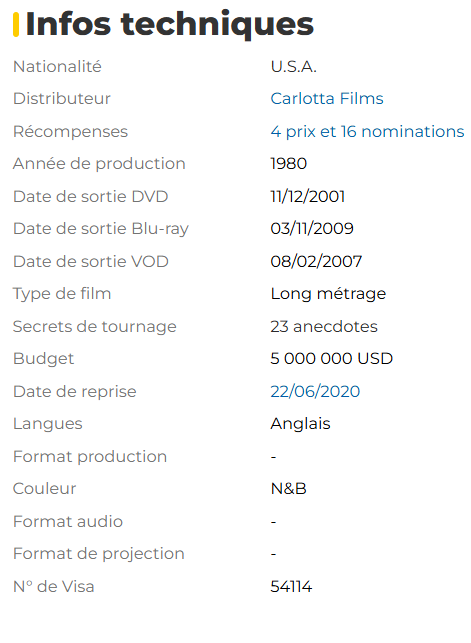 Infos techniques
Nationalité U.S.A.
Distributeur Carlotta Films
Récompenses 4 prix et 16 nominations
Année de production 1980
Date de sortie DVD 11/12/2001
Date de sortie Blu-ray 03/11/2009
Date de sortie VOD 08/02/2007
Type de film Long métrage
Secrets de tournage 23 anecdotes
Budget 5 000 000 USD
Date de reprise 22/06/2020
Langues Anglais
Format production -
Couleur N&B
Format audio -
Format de projection -
N° de Visa 54114